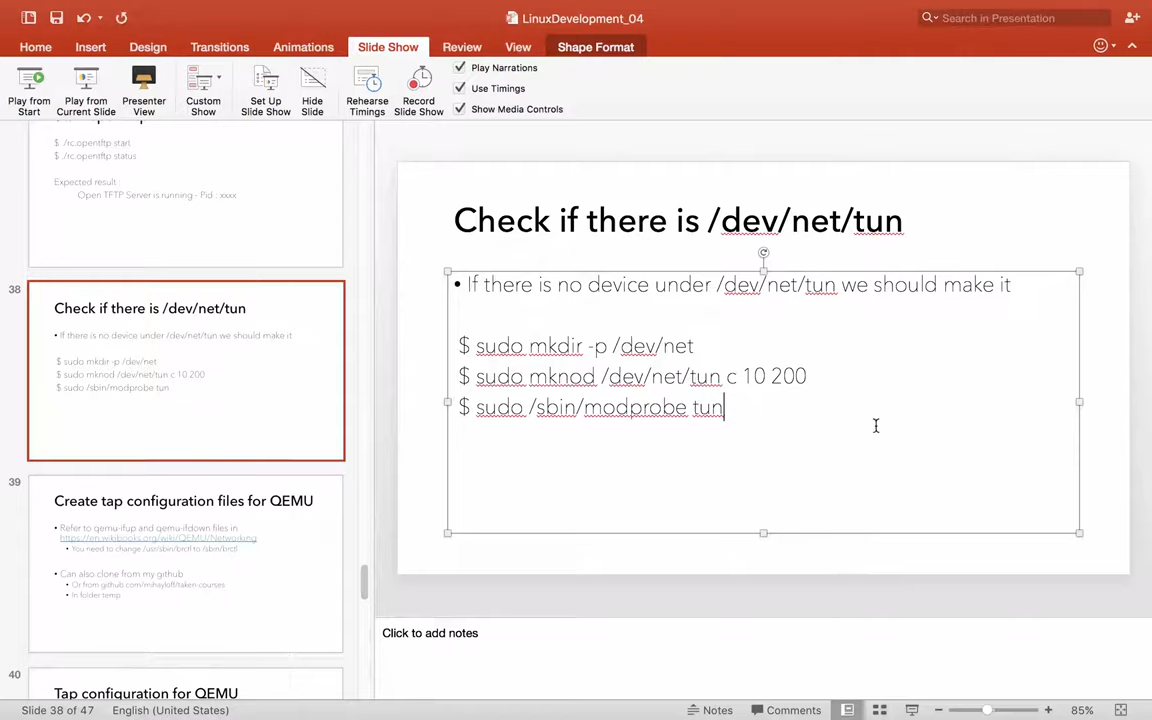 LinuxDevelopment_04
Search in Presentation
Home
Insert
Design
Transitions
Animations
Slide Show
Review
View
Shape Format
Play from Start
Play from Current Slide
Presenter View
Custom Show
Set Up Slide Show
Hide Slide
Rehearse Timings
Record Slide Show
Play Narrations
Use Timings
Show Media Controls
$ ./rc.opentftp start
$ ./rc.opentftp status
Expected result :
Open TFTP Server is running - Pid : xxxx
38
Check if there is /dev/net/tun
• If there is no device under /dev/net/tun we should make it
$ sudo mkdir -p /dev/net
$ sudo mknod /dev/net/tun c 10 200
$ sudo /sbin/modprobe tun
39
Create tap configuration files for QEMU
• Refer to qemu-ifup and qemu-ifdown files in
https://en.wikibooks.org/wiki/QEMU/Networking
• You need to change /usr/sbin/brctl to /sbin/brctl
• Can also clone from my github
• Or from github.com/mihayloff/taken-courses
• In folder temp
40
Tap configuration for QEMU
Check if there is /dev/net/tun
• If there is no device under /dev/net/tun we should make it
$ sudo mkdir -p /dev/net
$ sudo mknod /dev/net/tun c 10 200
$ sudo /sbin/modprobe tun
Click to add notes
Slide 38 of 47
English (United States)
Notes
Comments
85%